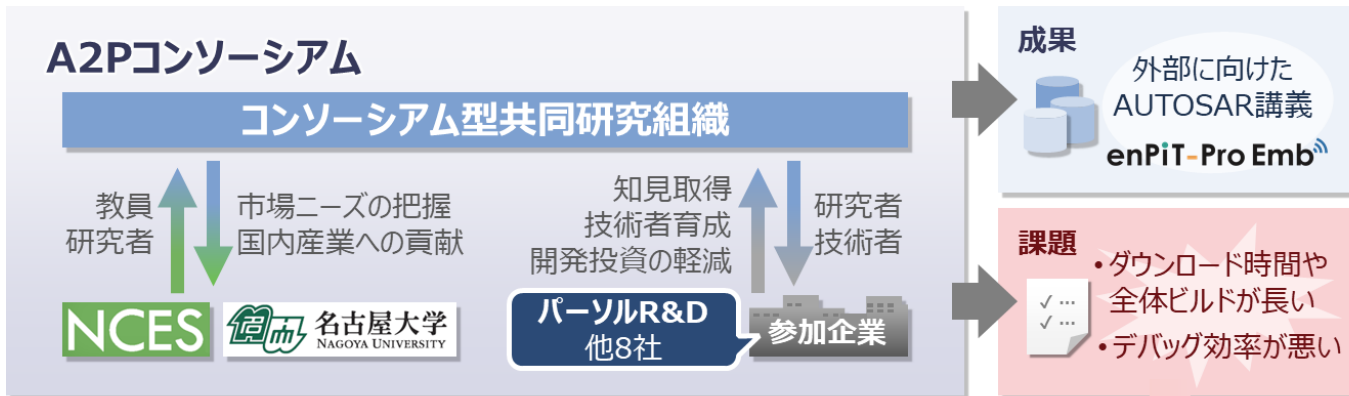 A2Pコンソーシアム
コンソーシアム型共同研究組織
教員
研究者
市場ニーズの把握
国内産業への貢献
知見取得
技術者育成
開発投資の軽減
研究者
技術者
NCES
名古屋大学
NAGOYA UNIVERSITY
パーソルR&D
他8社
参加企業
成果
外部に向けた
AUTOSAR講義
enPiT-Pro Emb
課題
・ダウンロード時間や
全体ビルドが長い
・デバッグ効率が悪い